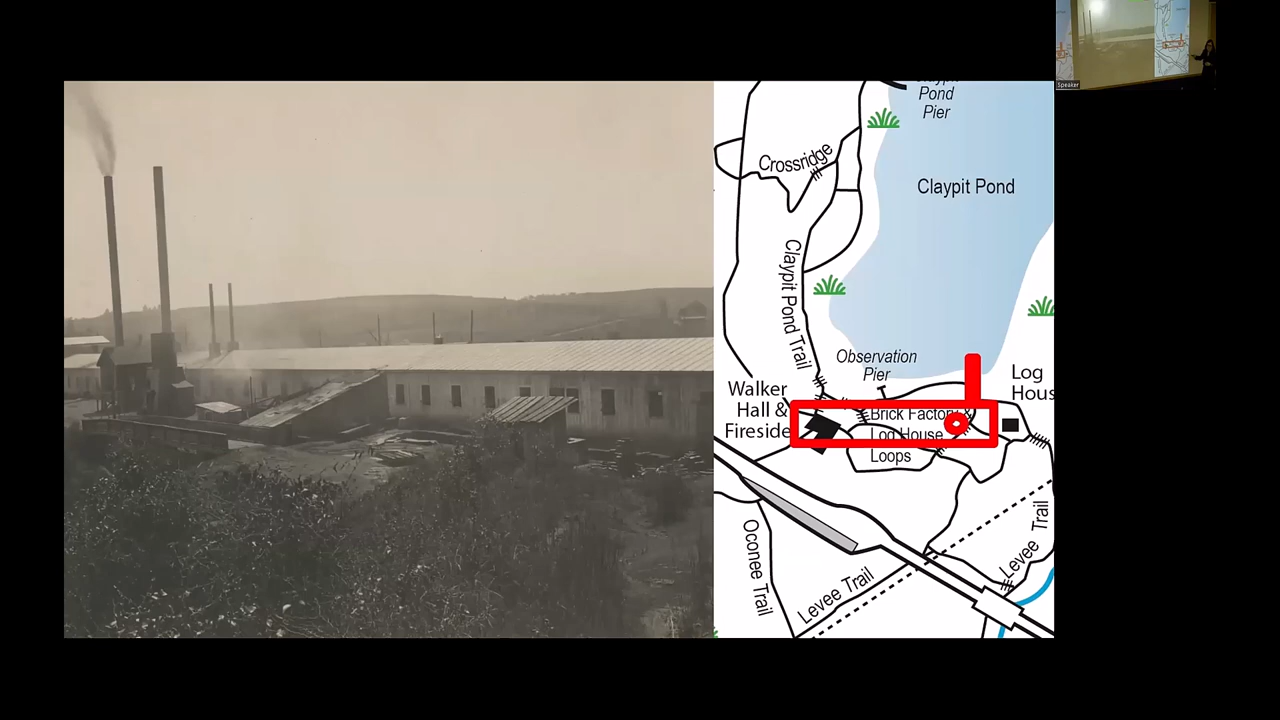 Claypit
Pond
Pier
Crossridge
Claypit Pond
Claypit Pond Trail
Observation
Pier
Log
Hous
Walker
Hall &
Fireside
Brick Factory &
Log House
Loops
Oconee Trail
Levee Trail
Levee Trail
Speaker